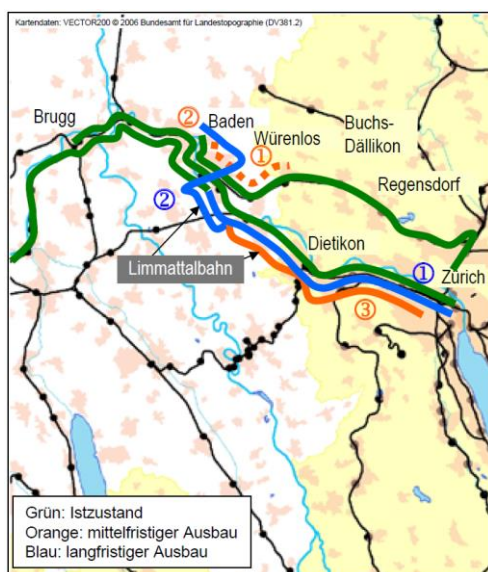 Kartendaten: VECTOR200 © 2006 Bundesamt für Landestopographie (DV381.2)
Brugg
② Baden
Würenlos
Buchs-
Dällikon
①
Regensdorf
②
Dietikon
Limmattalbahn
①
Zürich
③
Grün: Istzustand
Orange: mittelfristiger Ausbau
Blau: langfristiger Ausbau